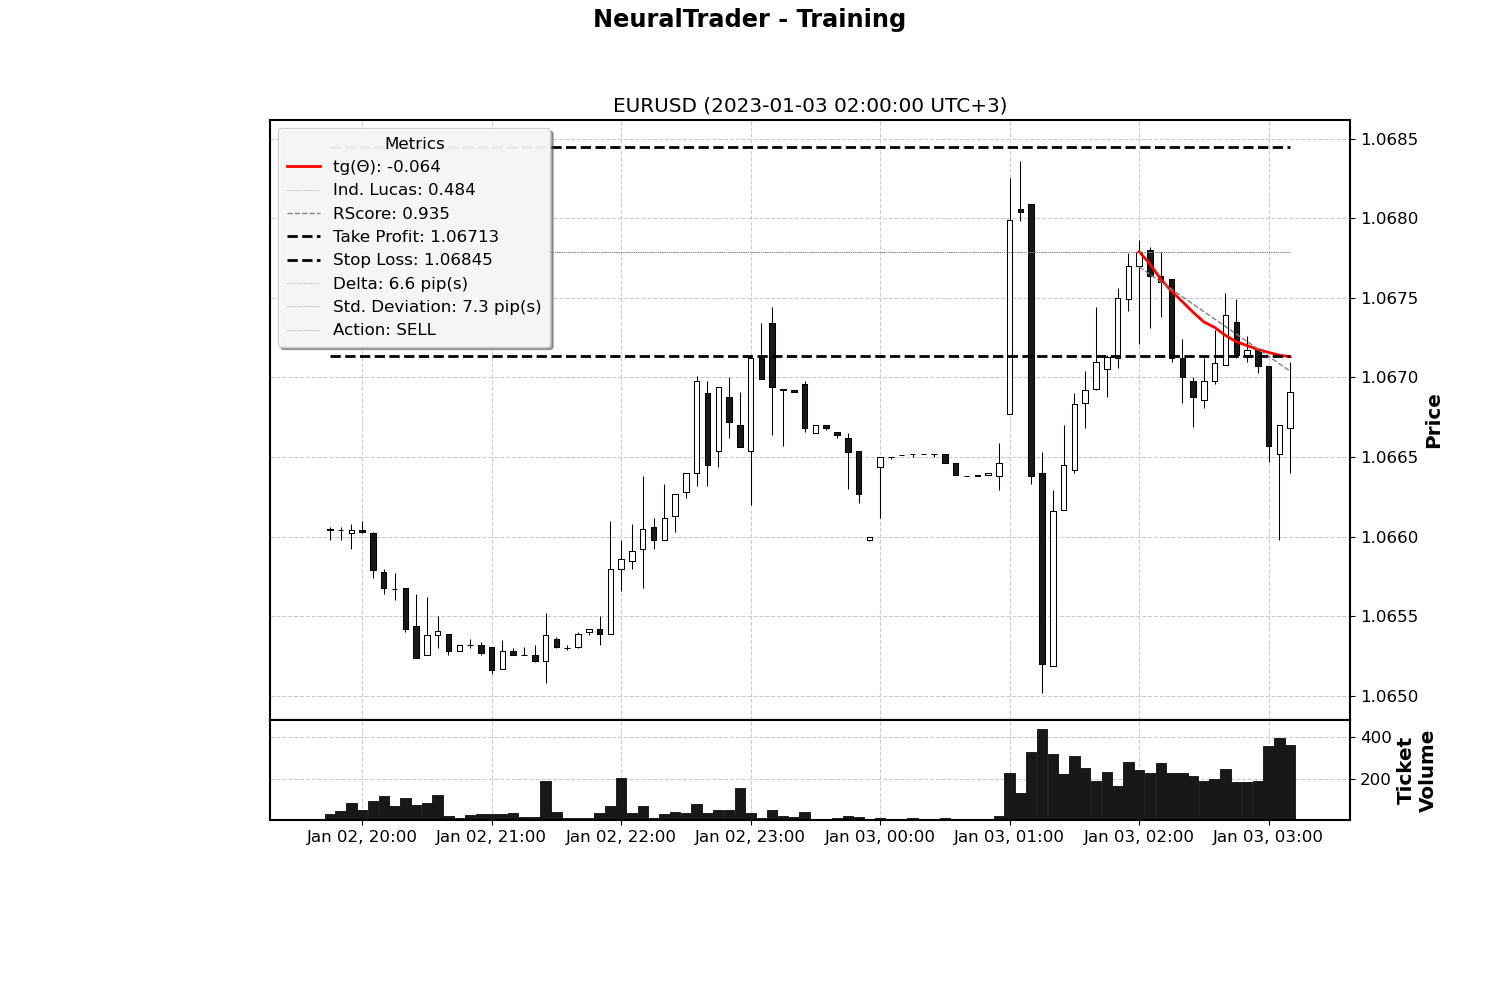 NeuralTrader - Training
EURUSD (2023-01-03 02:00:00 UTC+3)
Metrics
tg(Θ): -0.064
Ind. Lucas: 0.484
RScore: 0.935
Take Profit: 1.06713
Stop Loss: 1.06845
Delta: 6.6 pip(s)
Std. Deviation: 7.3 pip(s)
Action: SELL
1.0685
1.0680
1.0675
1.0670
1.0665
1.0660
1.0655
1.0650
Price
400
200
Ticket
Volume
Jan 02, 20:00
Jan 02, 21:00
Jan 02, 22:00
Jan 02, 23:00
Jan 03, 00:00
Jan 03, 01:00
Jan 03, 02:00
Jan 03, 03:00